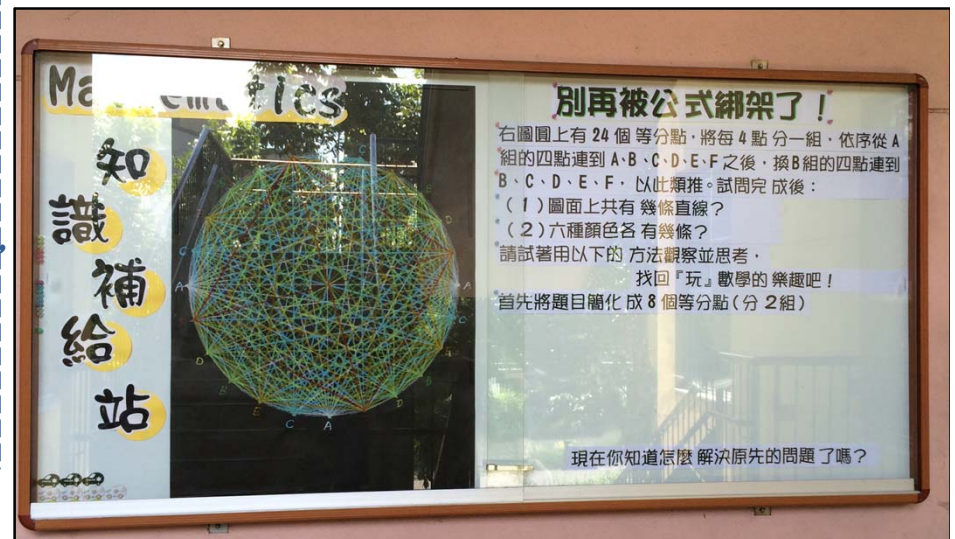 Mathematics
知
識
補
給
站
別再被公式綁架了！
右圖圓上有24個等分點，將每4點分一組，依序從A
組的四點連到A、B、C、D、E、F之後，換B組的四點連到
B、C、D、E、F，以此類推。試問完成後：
（1）圖面上共有幾條直線？
（2）六種顏色各有幾條？
請試著用以下的方法觀察並思考，
找回『玩』數學的樂趣吧！
首先將題目簡化成8個等分點(分2組)
現在你知道怎麼解決原先的問題了嗎？